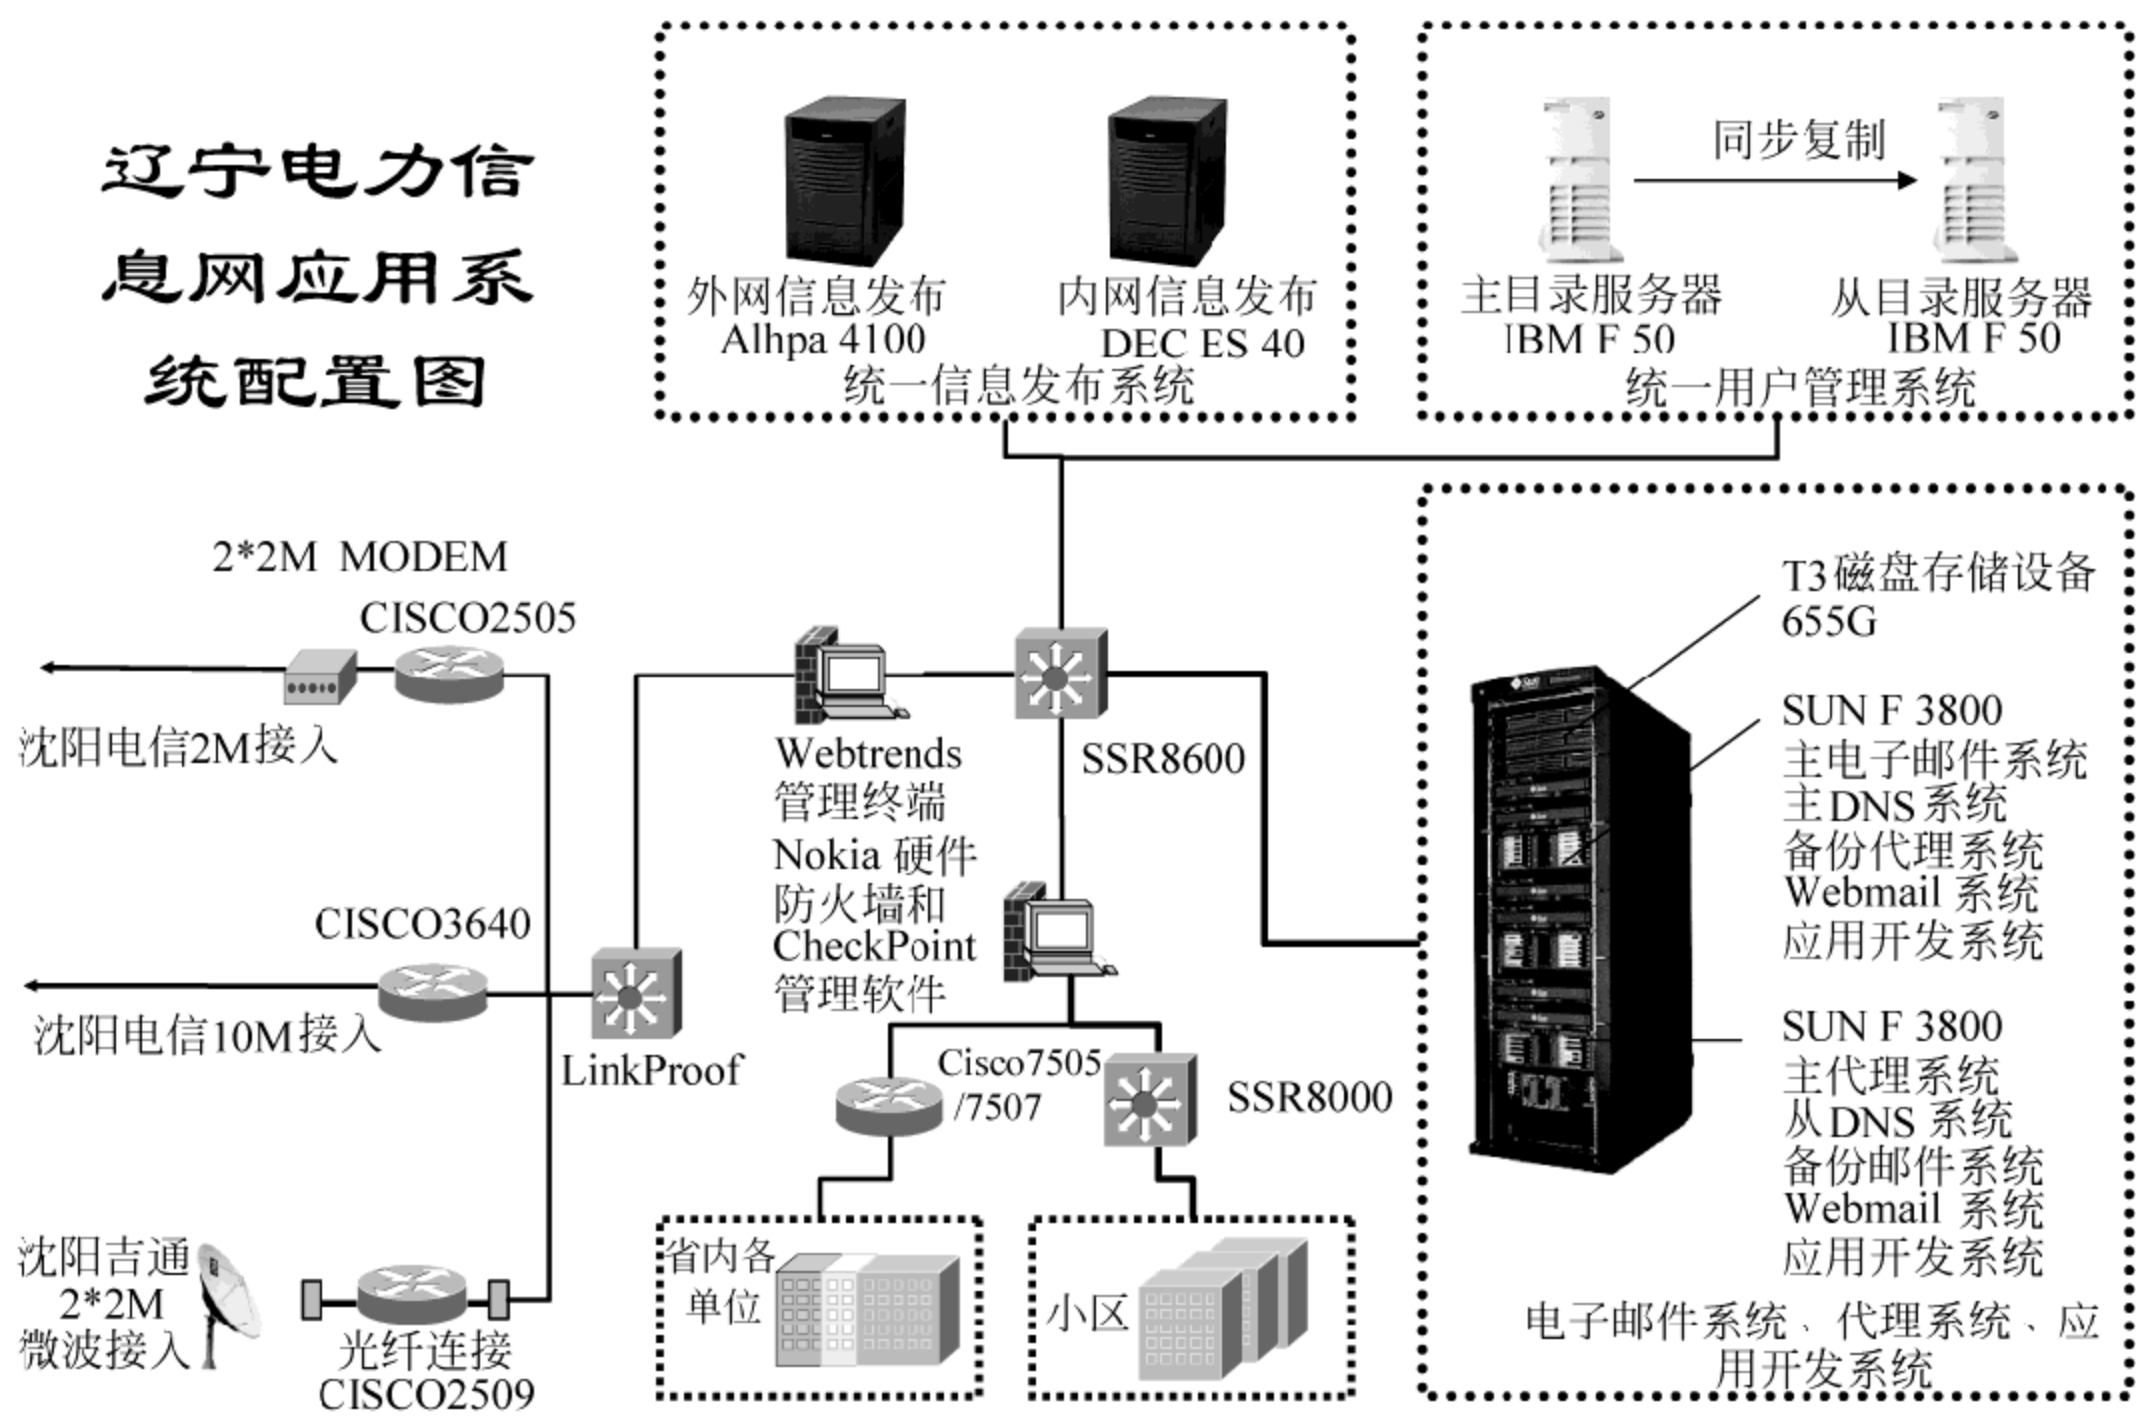 辽宁电力信
息网应用系
统配置图
外网信息发布
Alhpa 4100
内网信息发布
DEC ES 40
统一信息发布系统
同步复制
主目录服务器
IBM F 50
从目录服务器
IBM F 50
统一用户管理系统
2*2M MODEM
CISCO2505
沈阳电信2M接入
CISCO3640
沈阳电信10M接入
LinkProof
沈阳吉通
2*2M
微波接入
光纤连接
CISCO2509
Webtrends
管理终端
Nokia 硬件
防火墙和
CheckPoint
管理软件
SSR8600
Cisco7505
/7507
SSR8000
省内各
单位
小区
T3磁盘存储设备
655G
SUN F 3800
主电子邮件系统
主DNS系统
备份代理系统
Webmail 系统
应用开发系统
SUN F 3800
主代理系统
从DNS 系统
备份邮件系统
Webmail 系统
应用开发系统
电子邮件系统、代理系统、应
用开发系统